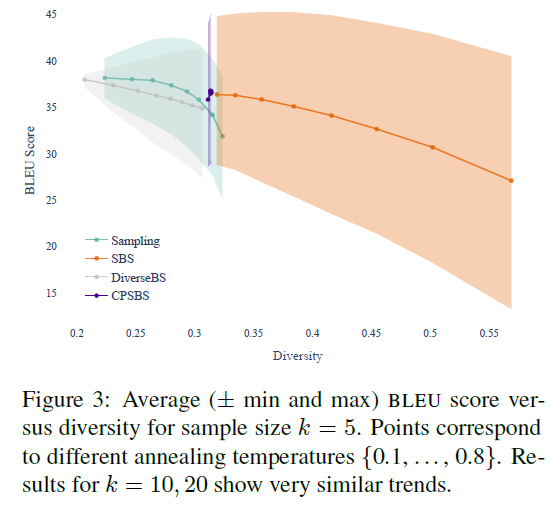 45
40
35
30
25
20
15
BLEU Score
Sampling
SBS
DiverseBS
CPSBS
0.2 0.25 0.3 0.35 0.4 0.45 0.5 0.55
Diversity
Figure 3: Average (± min and max) BLEU score ver-
sus diversity for sample size k = 5. Points correspond
to different annealing temperatures {0.1, . . . , 0.8}. Re-
sults for k = 10, 20 show very similar trends.